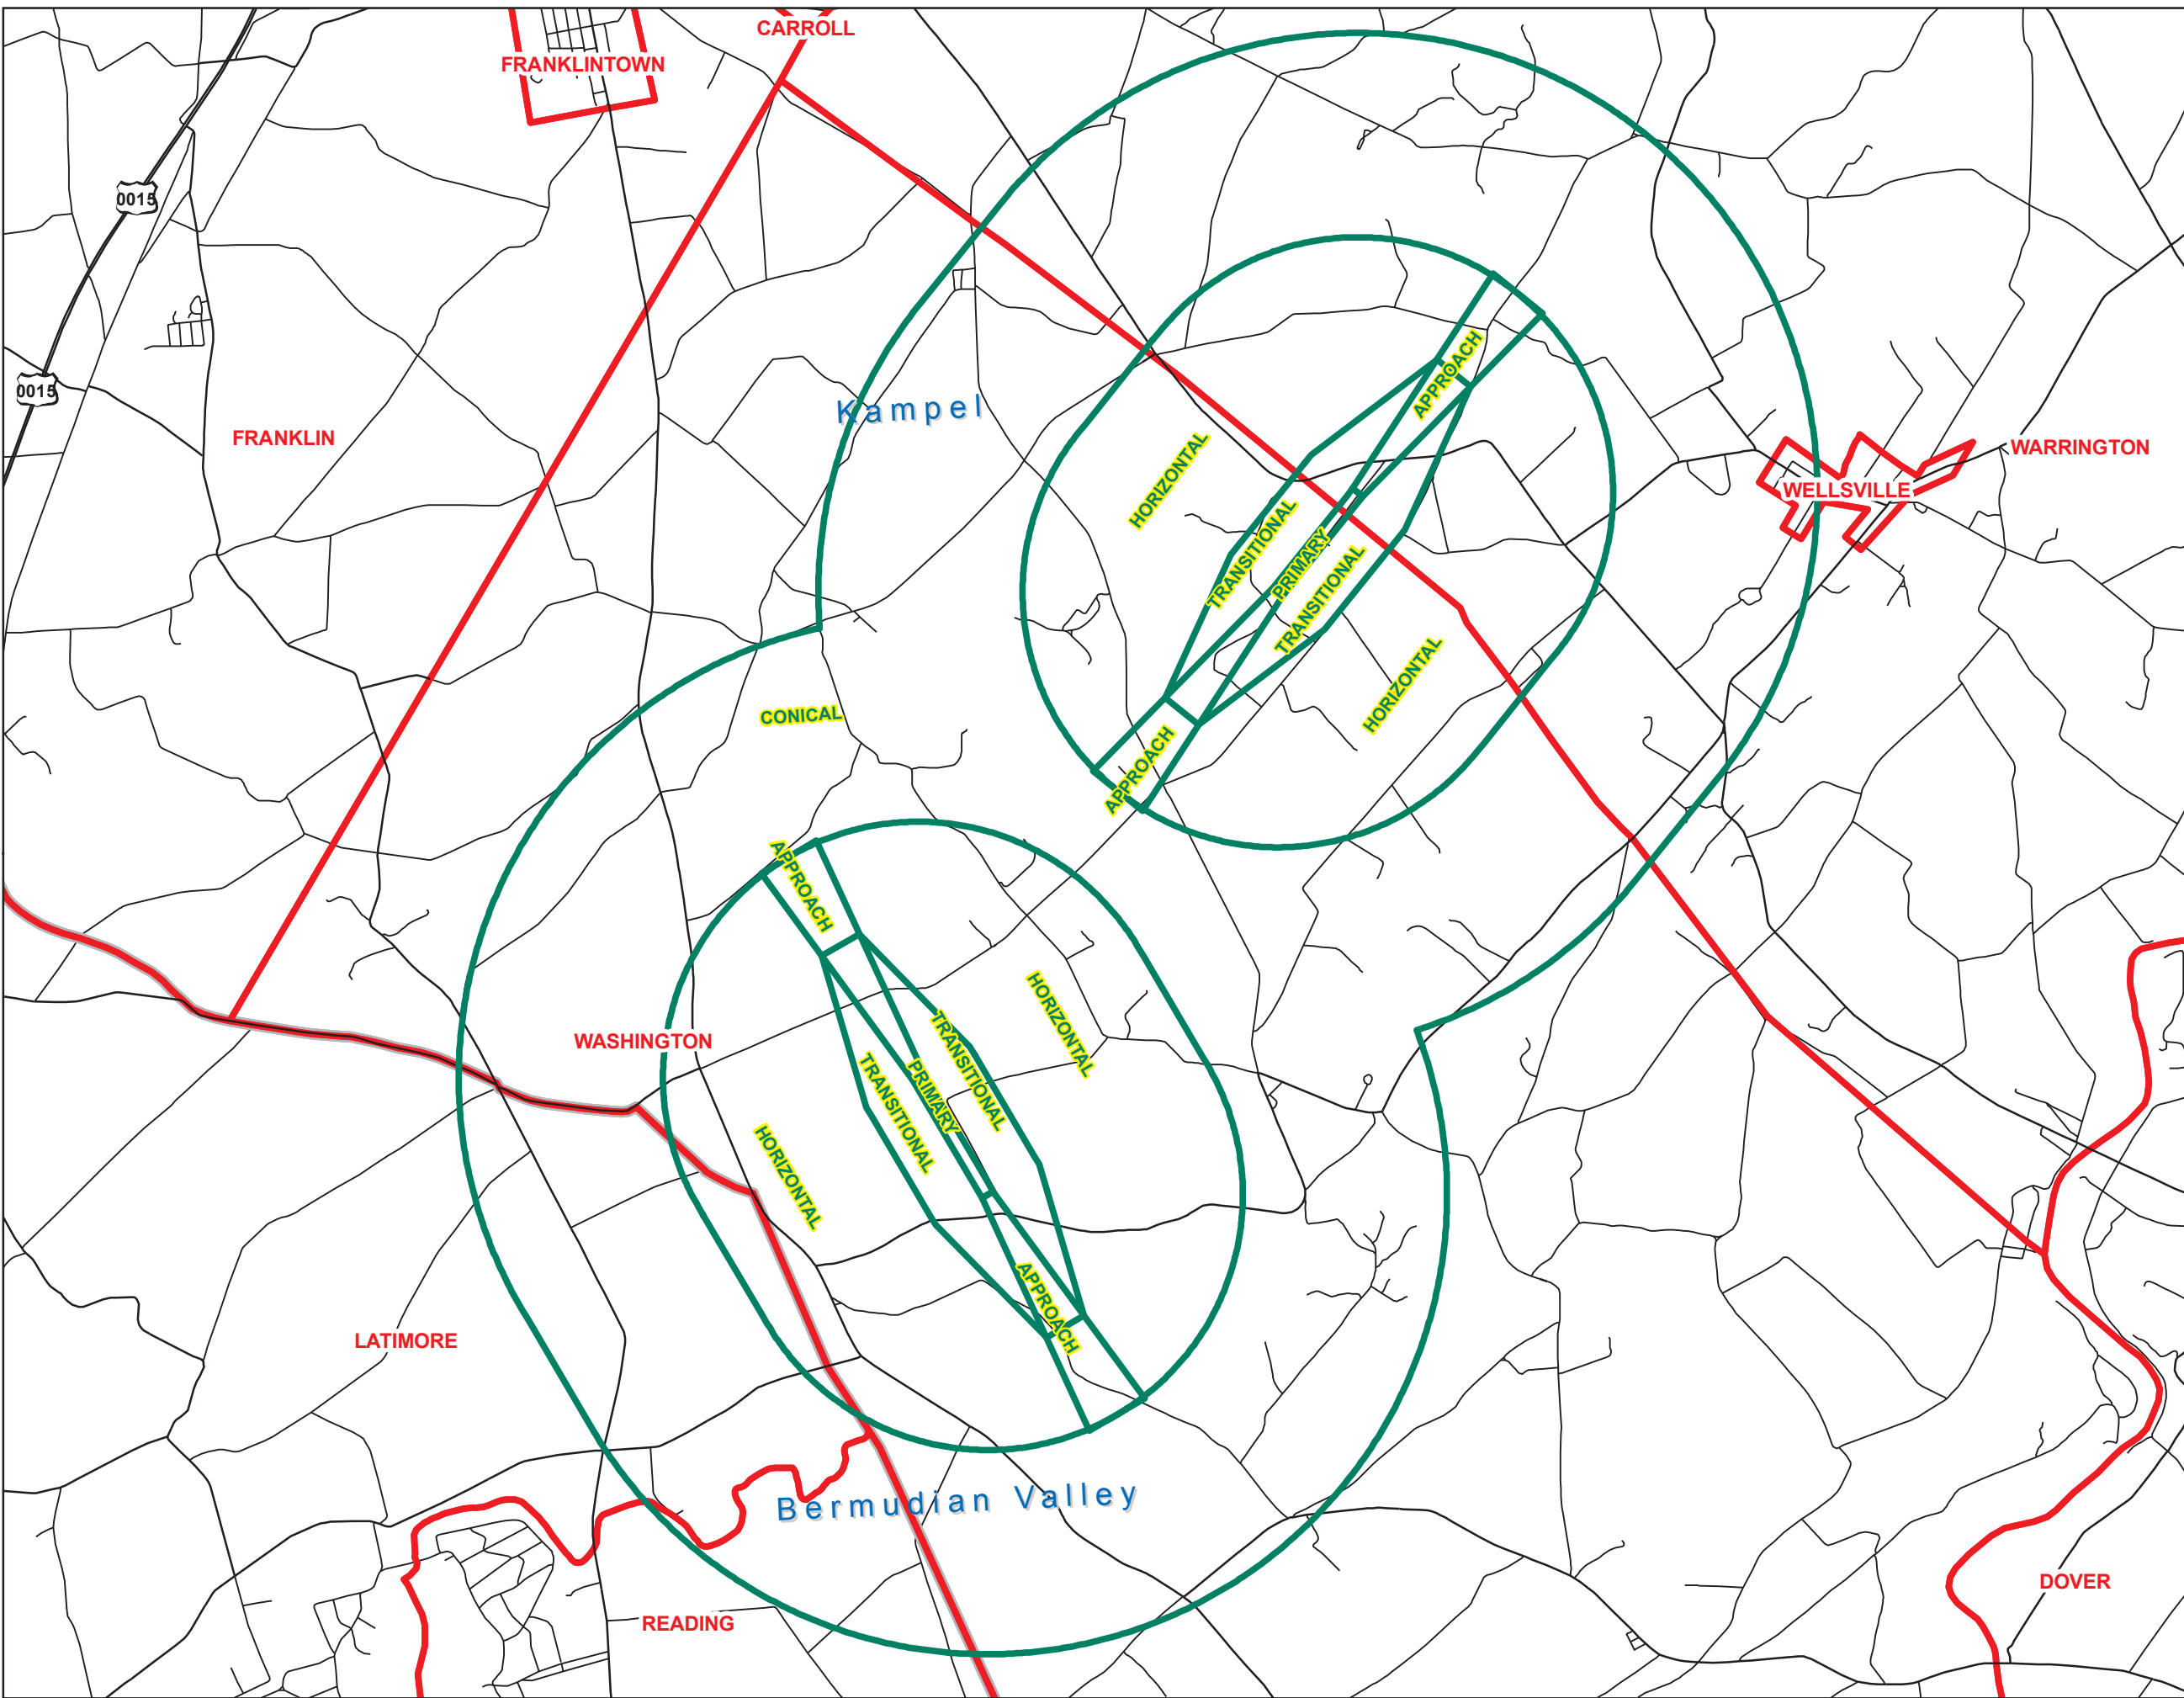 CARROLL
FRANKLINTOWN
0015
0015
Kampel
FRANKLIN
WARRINGTON
WELLSVILLE
APPROACH
HORIZONTAL
TRANSITIONAL
PRIMARY
TRANSITIONAL
HORIZONTAL
APPROACH
CONICAL
APPROACH
HORIZONTAL
WASHINGTON
TRANSITIONAL
PRIMARY
TRANSITIONAL
HORIZONTAL
APPROACH
LATIMORE
Bermudian Valley
DOVER
READING